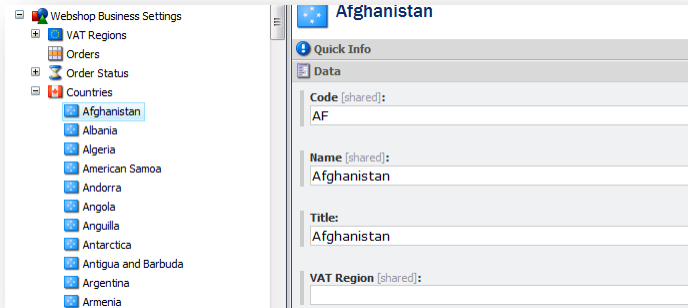 Webshop Business Settings
VAT Regions
Orders
Order Status
Countries
Afghanistan
Albania
Algeria
American Samoa
Andorra
Angola
Anguilla
Antarctica
Antigua and Barbuda
Argentina
Armenia
Afghanistan
Quick Info
Data
Code [shared]:
AF
Name [shared]:
Afghanistan
Title:
Afghanistan
VAT Region [shared]: